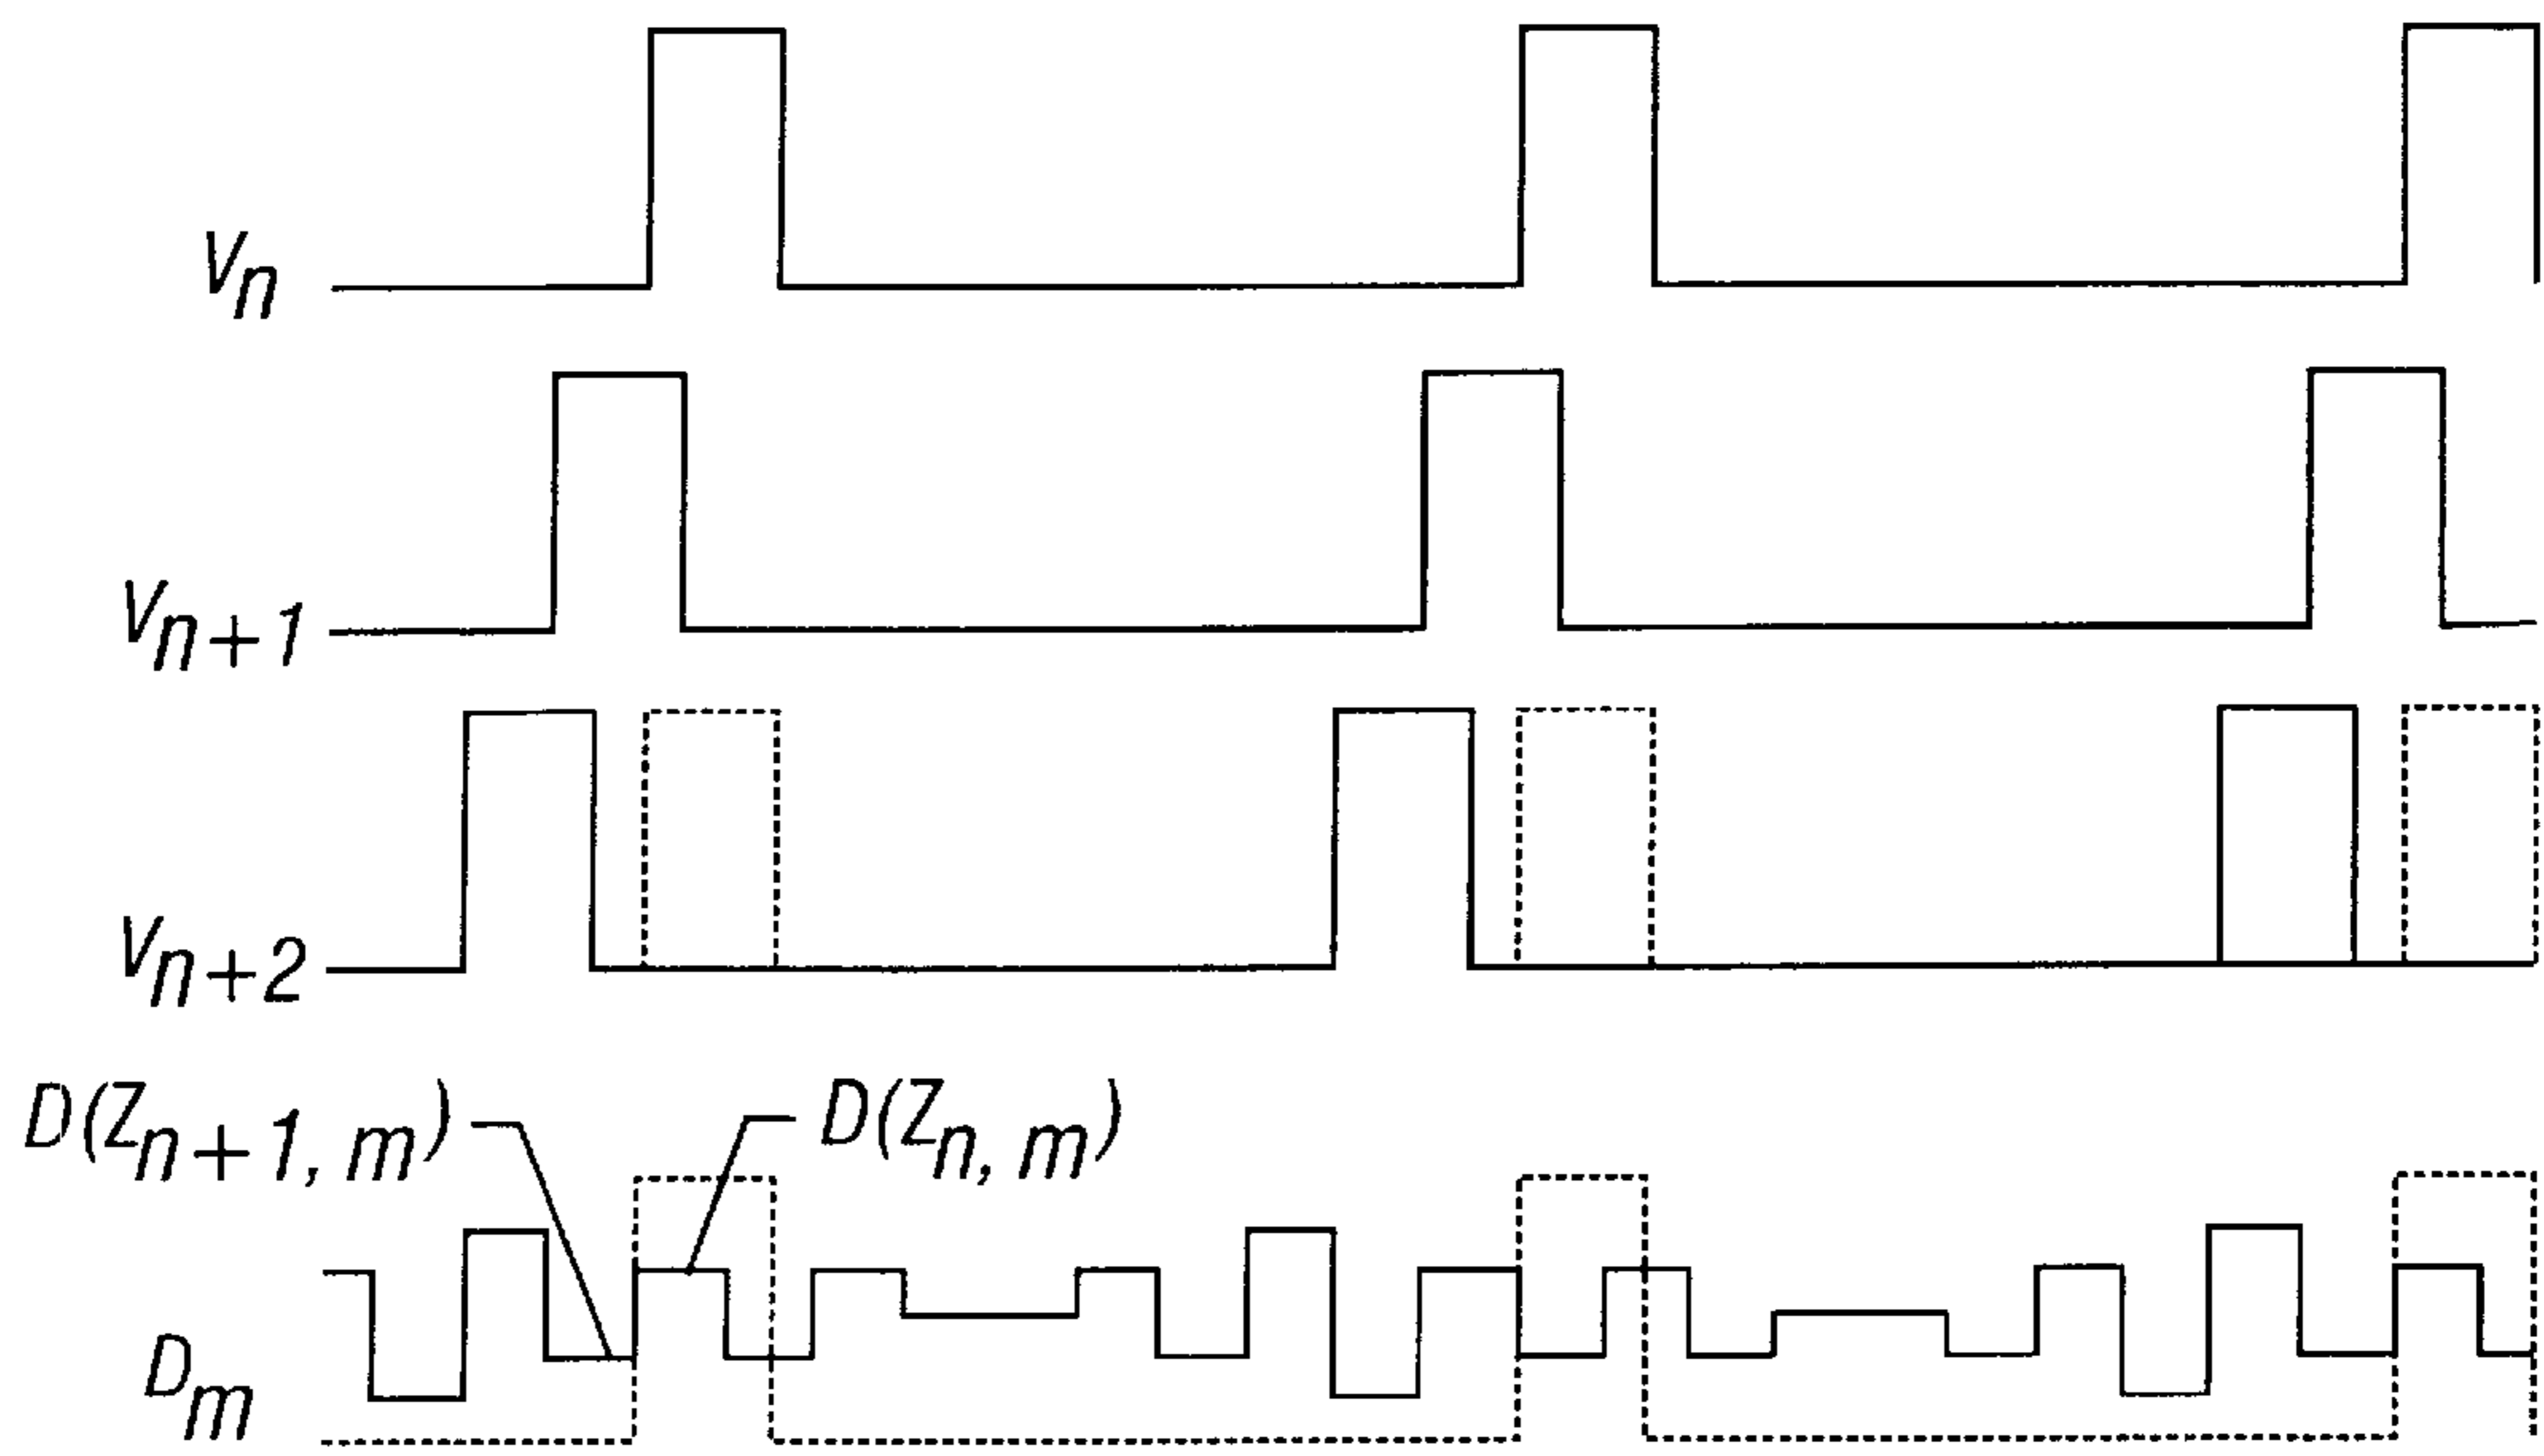 Vn
Vn+1
Vn+2
D(Zn+1, m)
D(Zn, m)
Dm